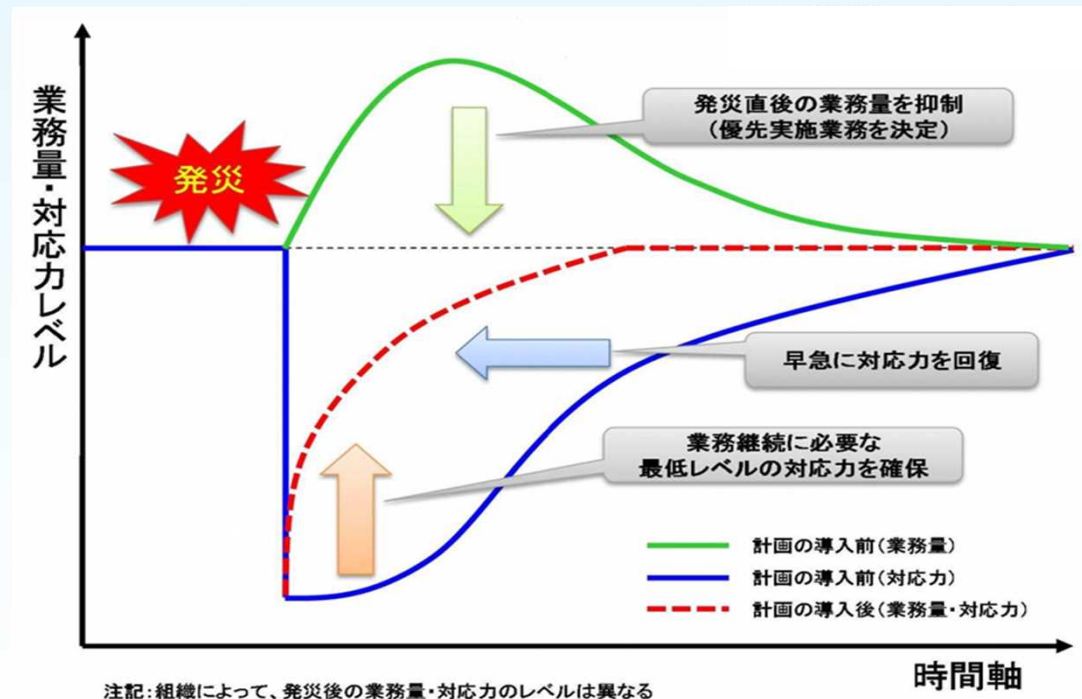 業務量・対応力レベル
発災
発災直後の業務量を抑制
（優先実施業務を決定）
早急に対応力を回復
業務継続に必要な
最低レベルの対応力を確保
計画の導入前（業務量）
計画の導入前（対応力）
計画の導入後（業務量・対応力）
時間軸
注記：組織によって、発災後の業務量・対応力のレベルは異なる